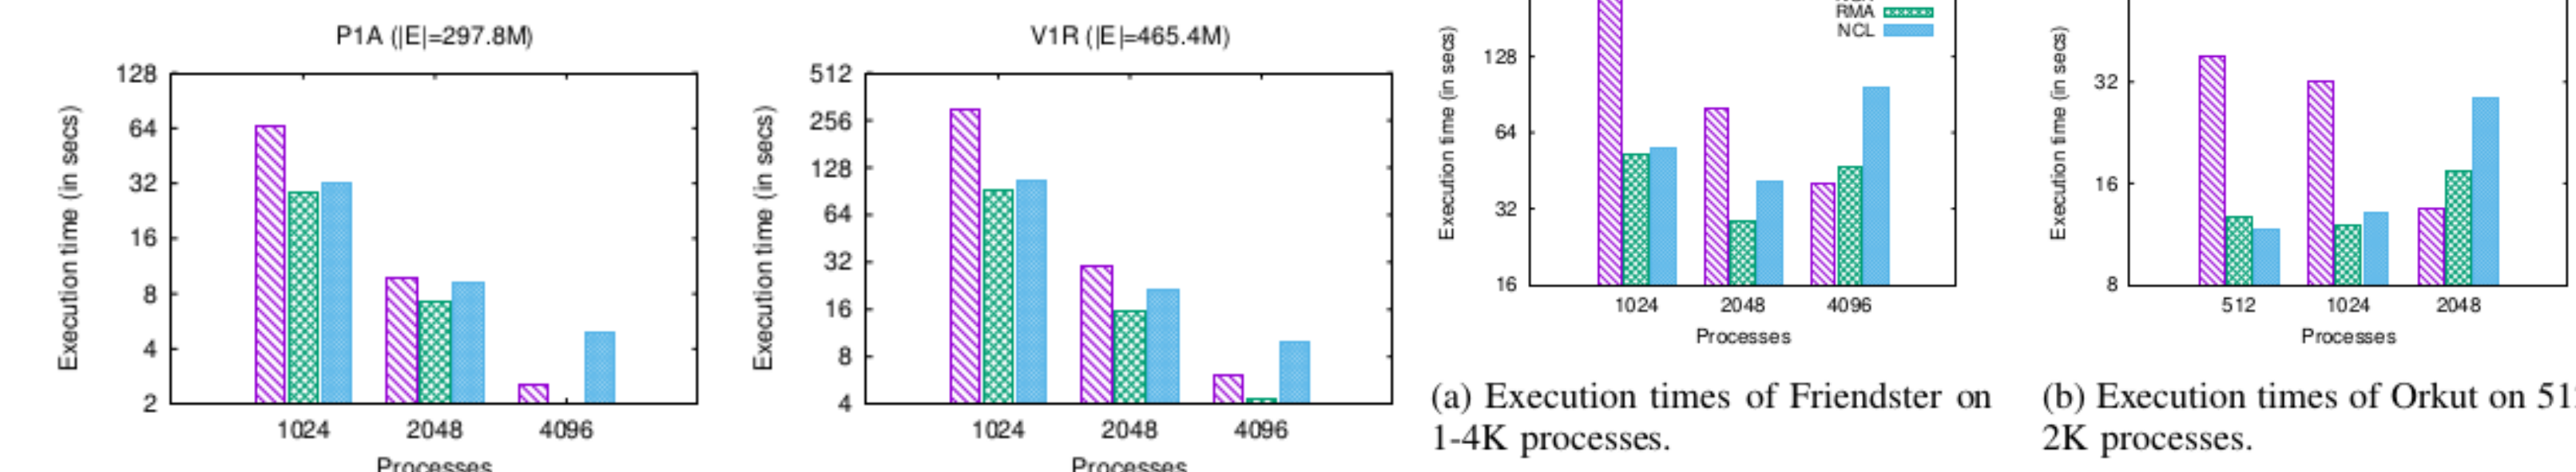 P1A (|E|=297.8M)
Execution time (in secs)
128
64
32
16
8
4
2
1024 2048 4096
Processes
V1R (|E|=465.4M)
Execution time (in secs)
512
256
128
64
32
16
8
4
1024 2048 4096
Processes
RMA
NCL
Execution time (in secs)
128
64
32
16
1024 2048 4096
Processes
(a) Execution times of Friendster on
1-4K processes.
Execution time (in secs)
32
16
8
512 1024 2048
Processes
(b) Execution times of Orkut on
2K processes.